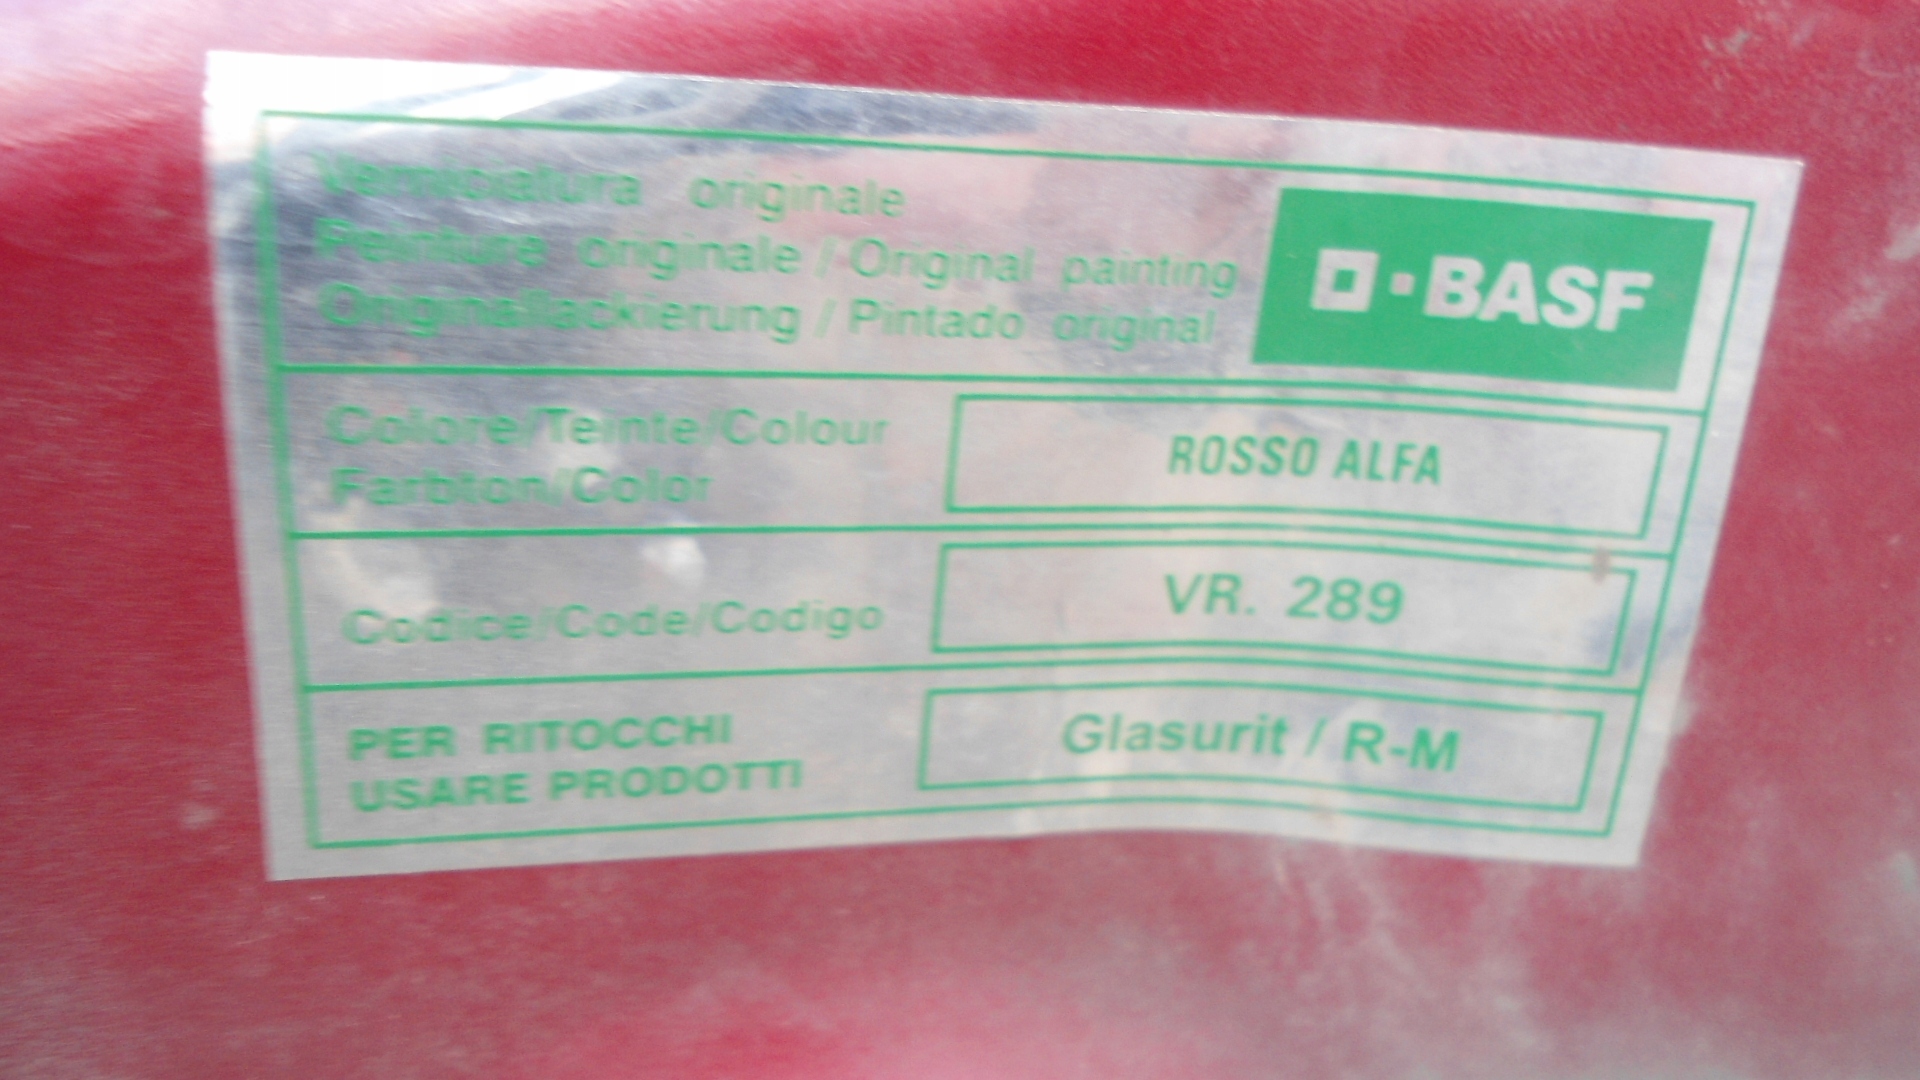 Verniciatura originale
Peinture originale / Original painting
Originallackierung / Pintado original
BASF
Colore/Teinte/Colour
Farbton/Color
ROSSO ALFA
Codice/Code/Codigo
VR. 289
PER RITOCCHI
USARE PRODOTTI
Glasurit / R-M